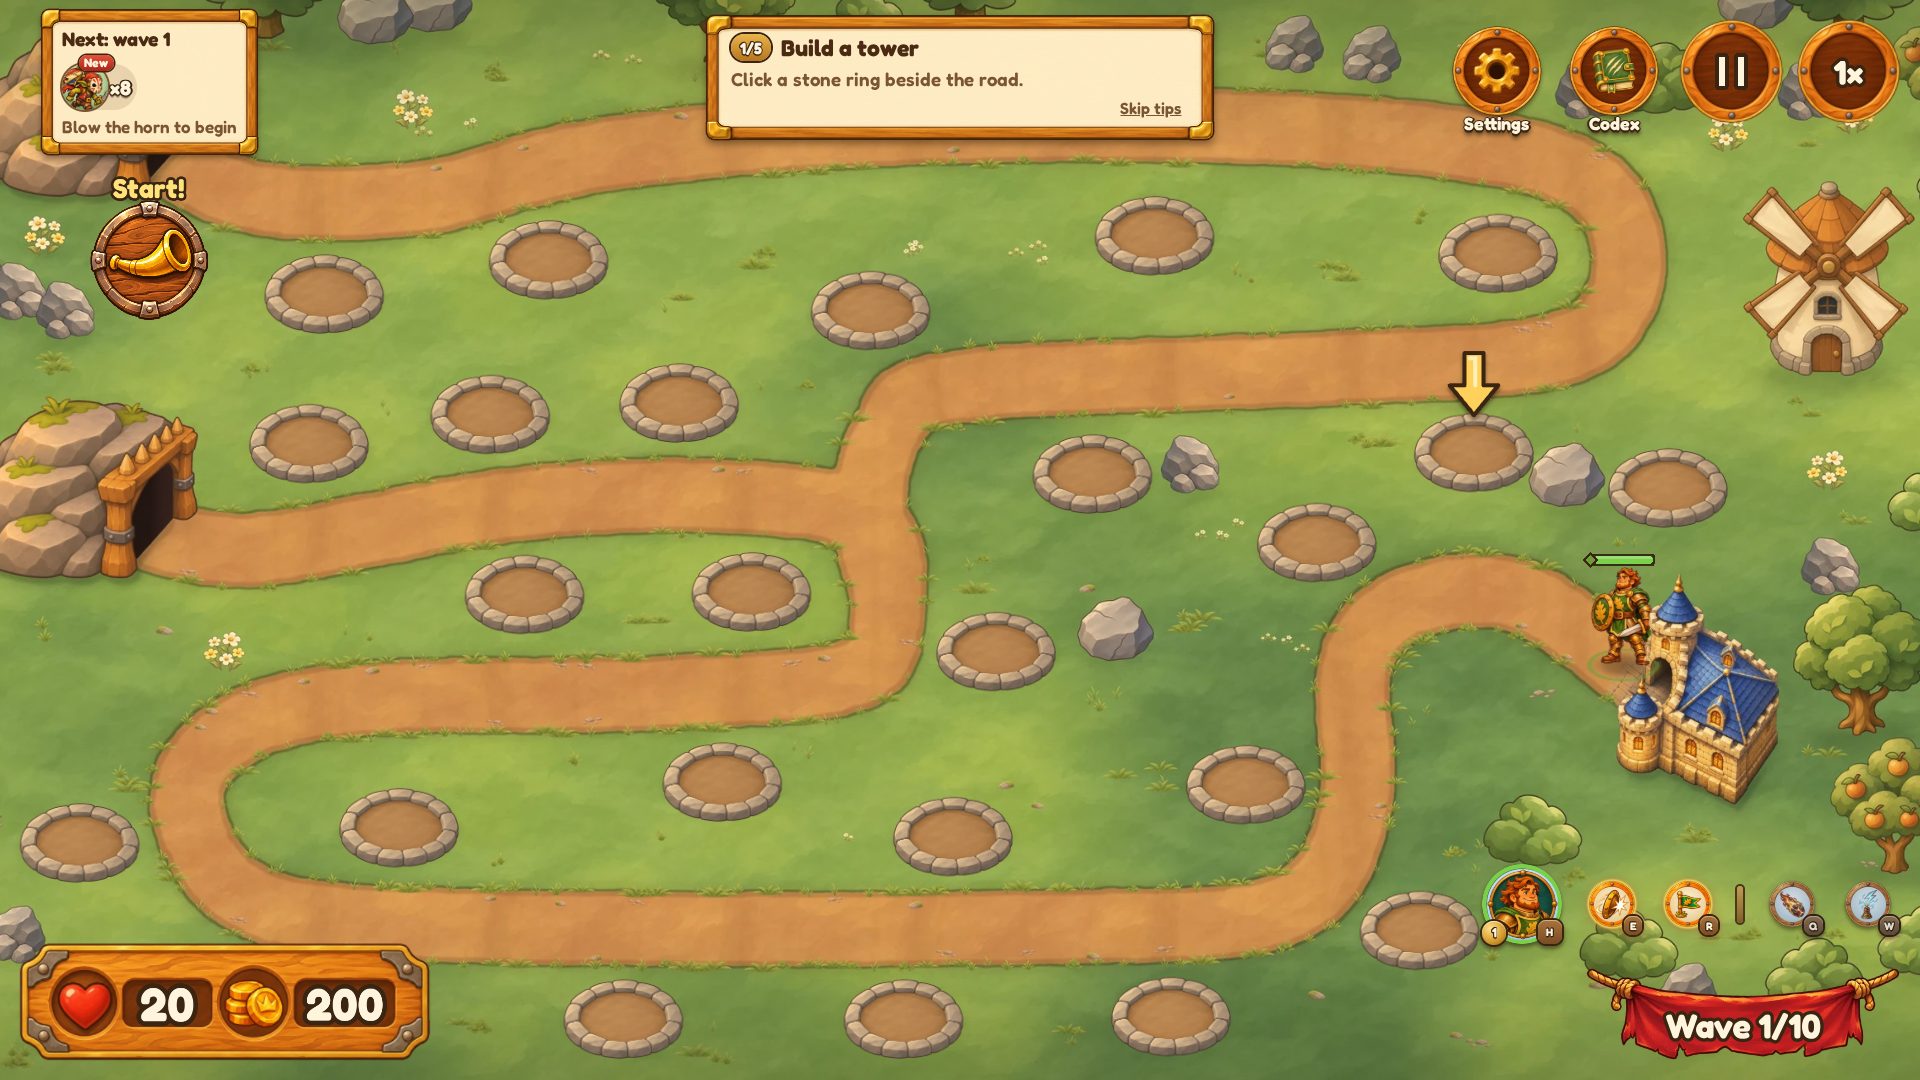 Next: wave 1
New
x8
Blow the horn to begin
Start!
1/5 Build a tower
Click a stone ring beside the road.
Skip tips
Settings
Codex
1x
1
H
E
R
Q
W
20
200
Wave 1/10